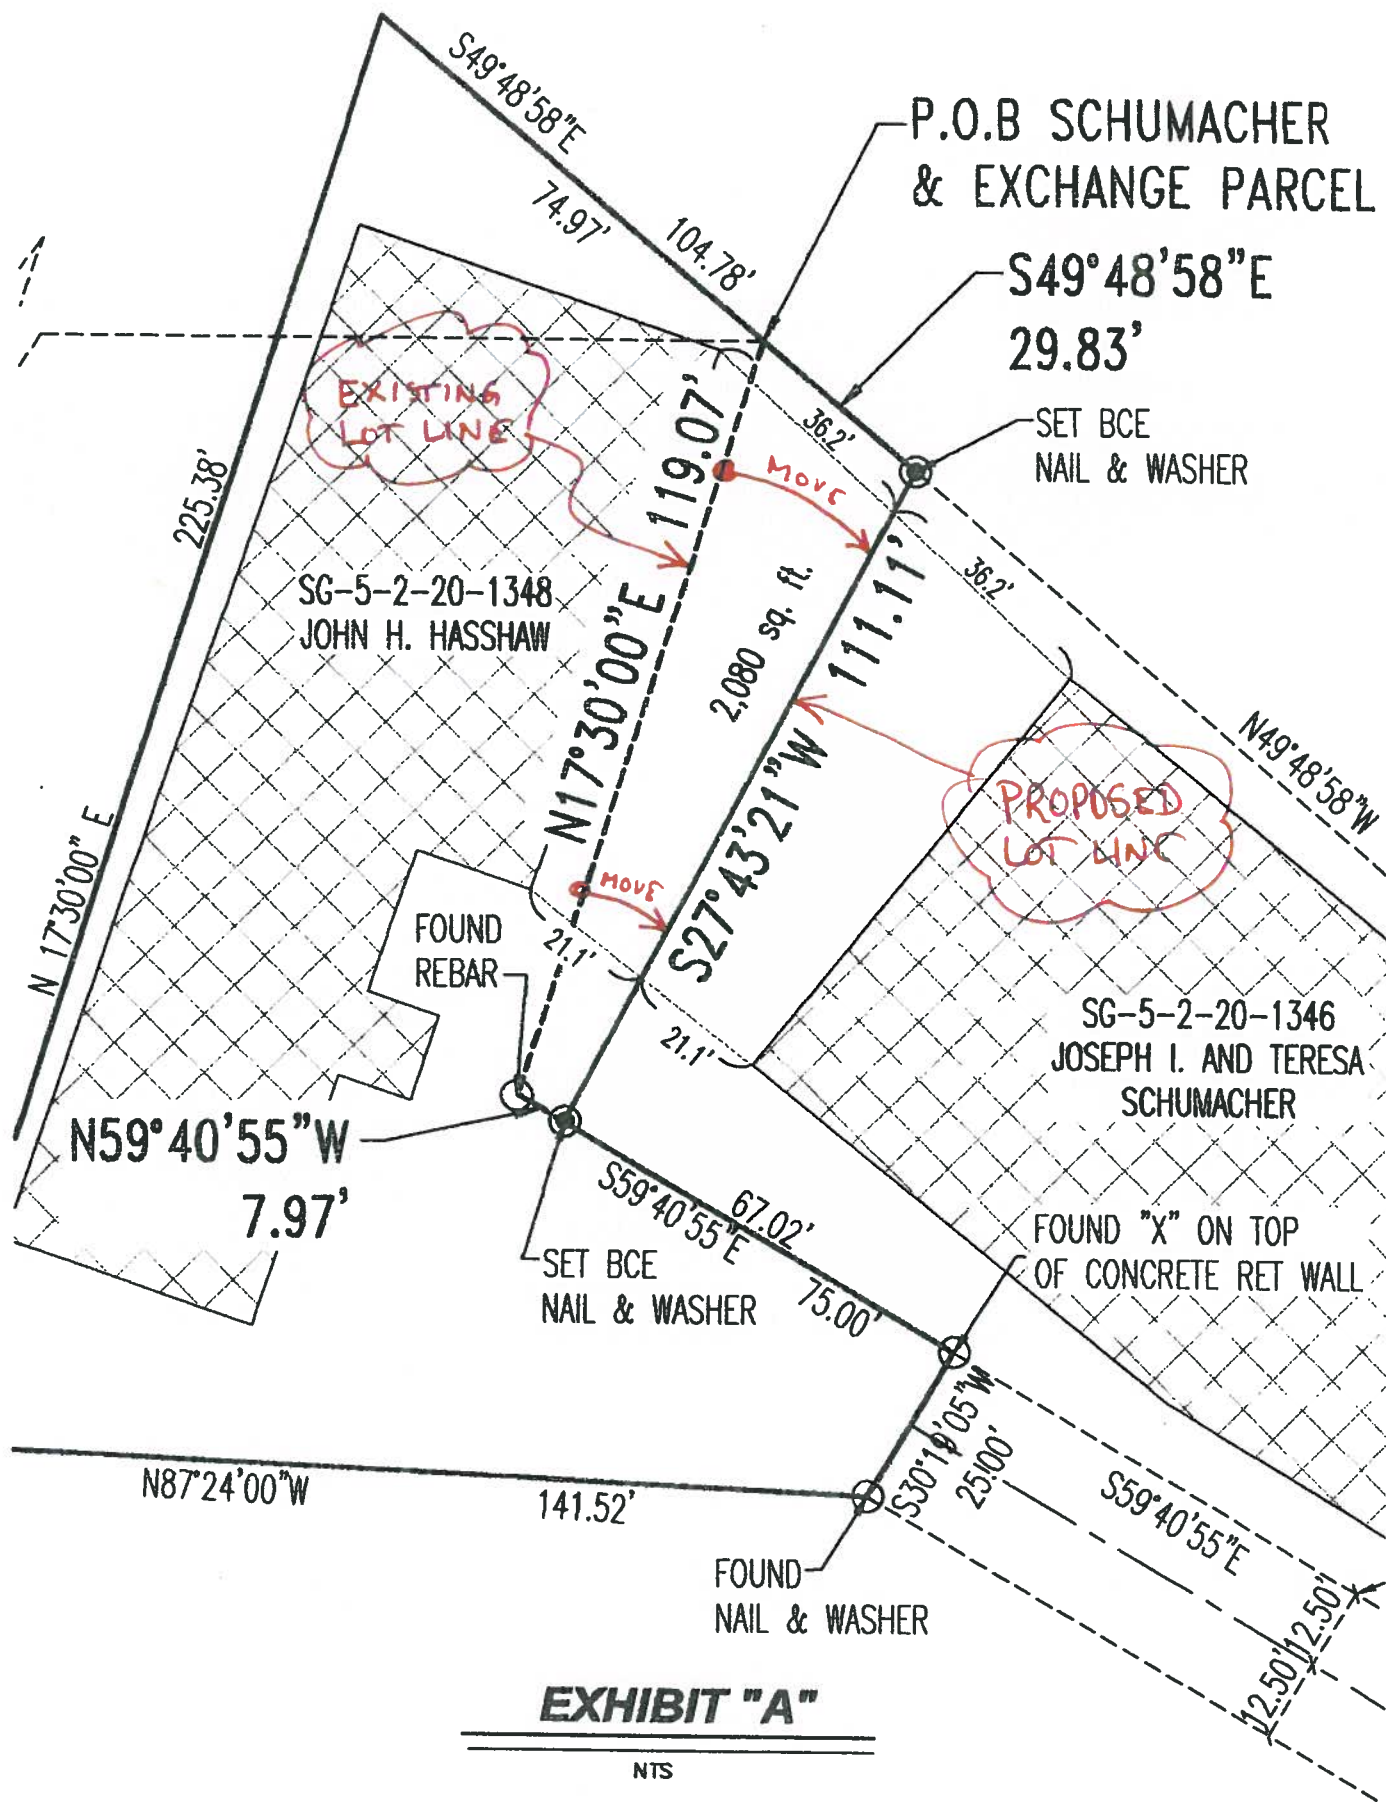 S49°48'58"E
74.97'
104.78'
P.O.B SCHUMACHER
& EXCHANGE PARCEL
S49°48'58"E
29.83'
SET BCE
NAIL & WASHER
EXISTING
LOT LINE
225.38'
N 17°30'00" E
SG-5-2-20-1348
JOHN H. HASSHAW
N17°30'00"E 119.07'
MOVE
36.2'
36.2'
2,080 sq. ft.
S27°43'21"W 111.11'
N49°48'58"W
PROPOSED
LOT LINE
MOVE
21.1'
21.1'
FOUND
REBAR
SG-5-2-20-1346
JOSEPH I. AND TERESA
SCHUMACHER
N59°40'55"W
7.97'
S59°40'55"E
67.02'
75.00'
SET BCE
NAIL & WASHER
FOUND "X" ON TOP
OF CONCRETE RET WALL
S30°19'05"W
25.00'
S59°40'55"E
12.50'
12.50'
N87°24'00"W
141.52'
FOUND
NAIL & WASHER
EXHIBIT "A"
NTS